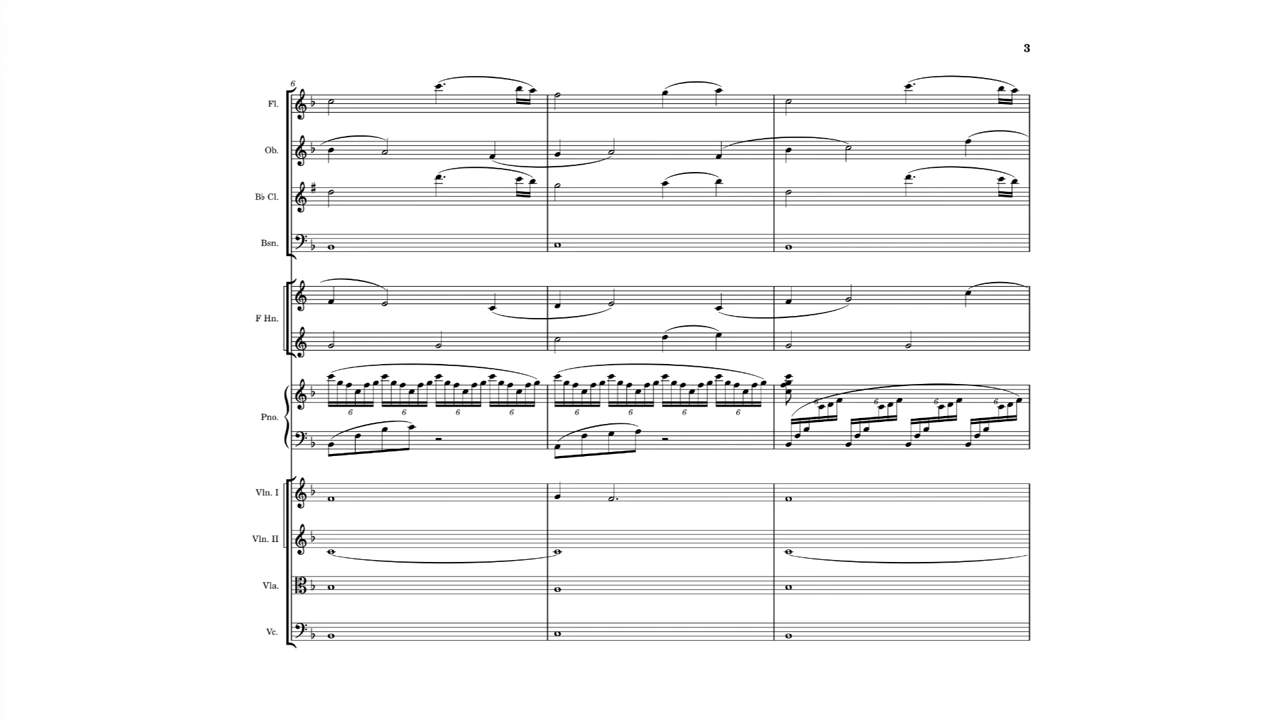 3
6
Fl.
Ob.
B♭ Cl.
Bsn.
F Hn.
Pno.
6 6 6 6 6 6 6 6
6 6 6 6
Vln. I
Vln. II
Vla.
Vc.